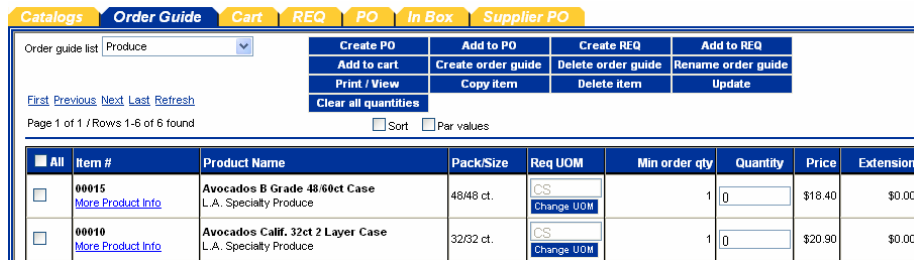 Catalogs Order Guide Cart REQ PO In Box Supplier PO
Order guide list Produce
Create PO Add to PO Create REQ Add to REQ
Add to cart Create order guide Delete order guide Rename order guide
Print / View Copy item Delete item Update
Clear all quantities
First Previous Next Last Refresh
Page 1 of 1 / Rows 1-6 of 6 found Sort Par values
All Item # Product Name Pack/Size Req UOM Min order qty Quantity Price Extension
00015 Avocados B Grade 48/60ct Case 48/48 ct. CS 1 0 $18.40 $0.00
More Product Info L.A. Specialty Produce Change UOM
00010 Avocados Calif. 32ct 2 Layer Case 32/32 ct. CS 1 0 $20.90 $0.00
More Product Info L.A. Specialty Produce Change UOM